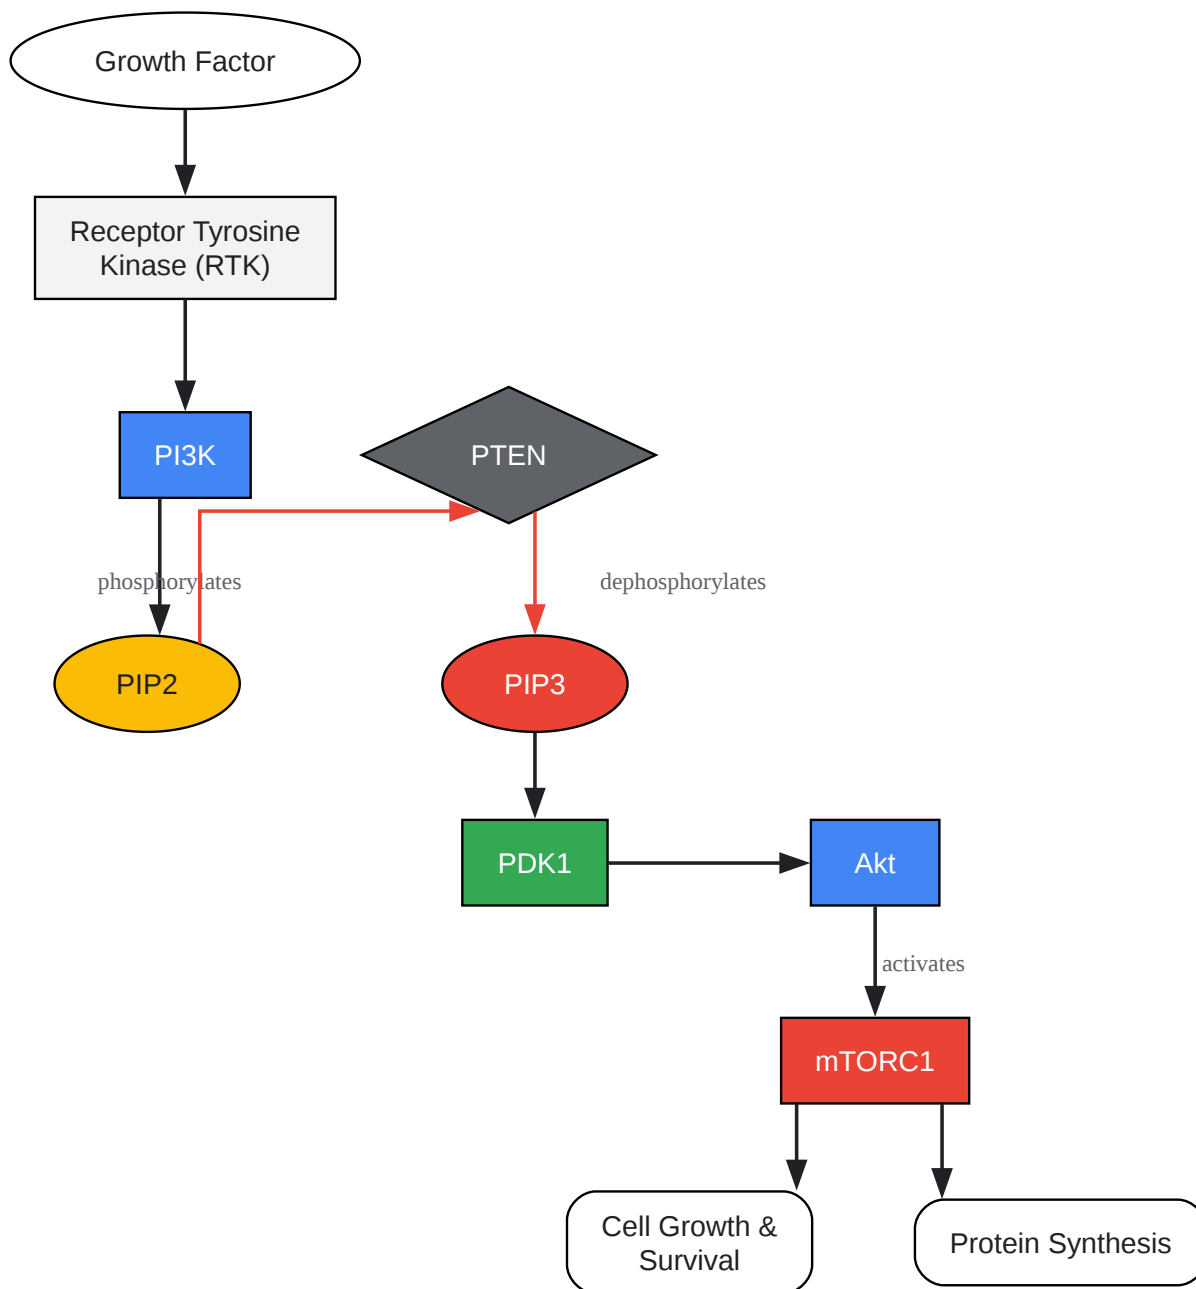 Growth Factor
Receptor Tyrosine
Kinase (RTK)
PI3K
PTEN
phosphorylates
dephosphorylates
PIP2
PIP3
PDK1
Akt
activates
mTORC1
Cell Growth &
Survival
Protein Synthesis